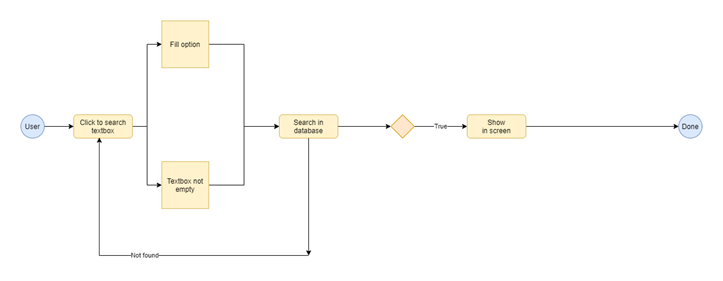 Fill option
User
Click to search
textbox
Search in
database
True
Show
in screen
Done
Textbox not
empty
Not found